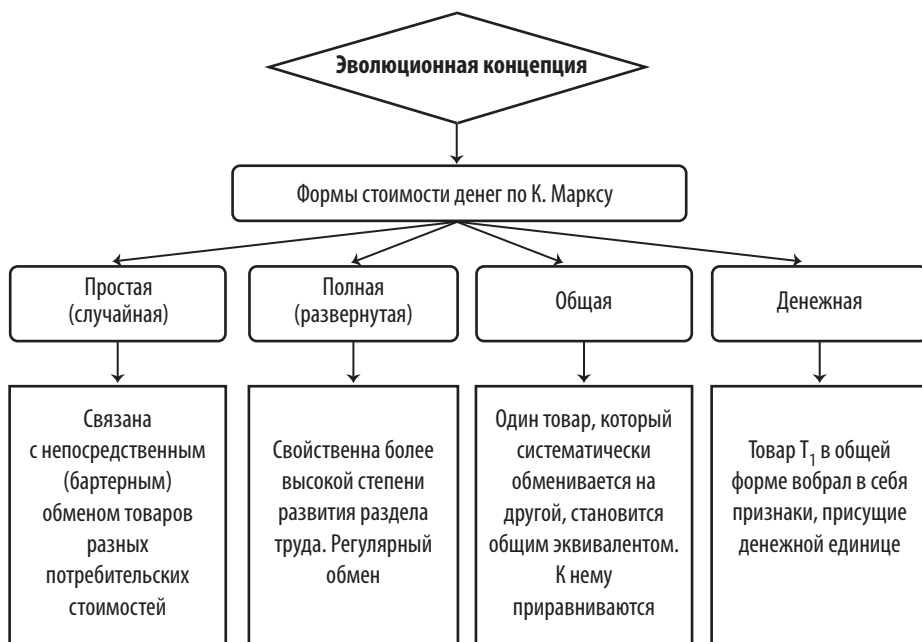 Эволюционная концепция
Формы стоимости денег по К. Марксу
Простая
(случайная)
Полная
(развернутая)
Общая
Денежная
Связана
с непосредственным
(бартерным)
обменом товаров
разных
потребительских
стоимостей
Свойственна более
высокой степени
развития раздела
труда. Регулярный
обмен
Один товар, который
систематически
обменивается на
другой, становится
общим эквивалентом.
К нему
приравниваются
Товар Т₁ в общей
форме вобрал в себя
признаки, присущие
денежной единице